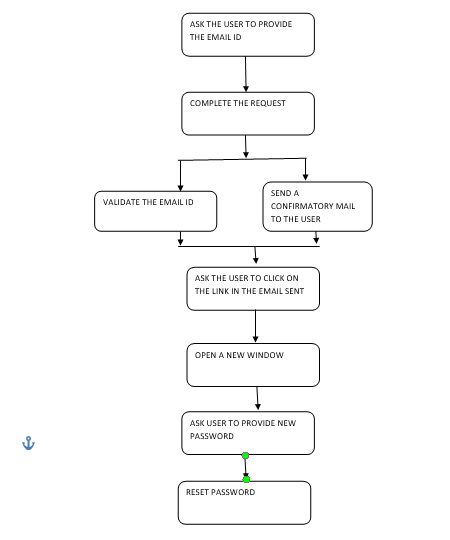 ASK THE USER TO PROVIDE
THE EMAIL ID
COMPLETE THE REQUEST
VALIDATE THE EMAIL ID
SEND A
CONFIRMATORY MAIL
TO THE USER
ASK THE USER TO CLICK ON
THE LINK IN THE EMAIL SENT
OPEN A NEW WINDOW
ASK USER TO PROVIDE NEW
PASSWORD
RESET PASSWORD